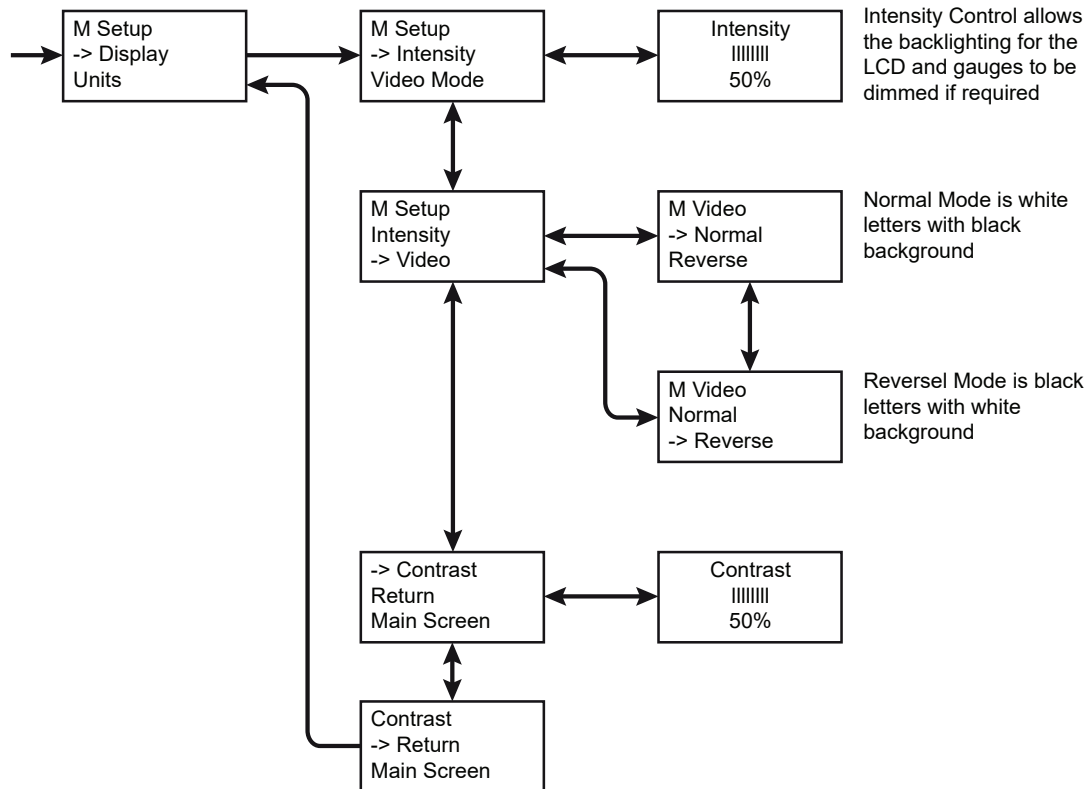 M Setup
-> Display
Units
M Setup
-> Intensity
Video Mode
Intensity
IIIIIIII
50%
Intensity Control allows
the backlighting for the
LCD and gauges to be
dimmed if required
M Setup
Intensity
-> Video
M Video
-> Normal
Reverse
Normal Mode is white
letters with black
background
M Video
Normal
-> Reverse
Reversel Mode is black
letters with white
background
-> Contrast
Return
Main Screen
Contrast
IIIIIIII
50%
Contrast
-> Return
Main Screen